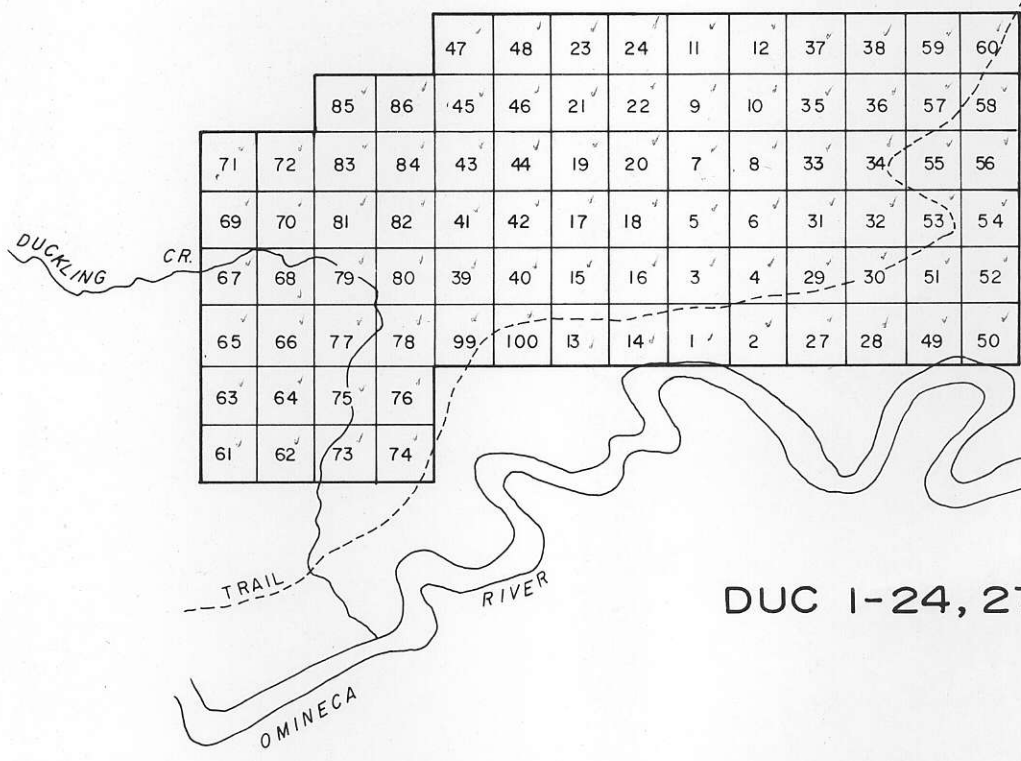 47 48 23 24 11 12 37 38 59 60
85 86 45 46 21 22 9 10 35 36 57 58
71 72 83 84 43 44 19 20 7 8 33 34 55 56
69 70 81 82 41 42 17 18 5 6 31 32 53 54
DUCKLING CR. 67 68 79 80 39 40 15 16 3 4 29 30 51 52
65 66 77 78 99 100 13 14 1 2 27 28 49 50
63 64 75 76
61 62 73 74
TRAIL
OMINECA RIVER
DUC 1-24, 27